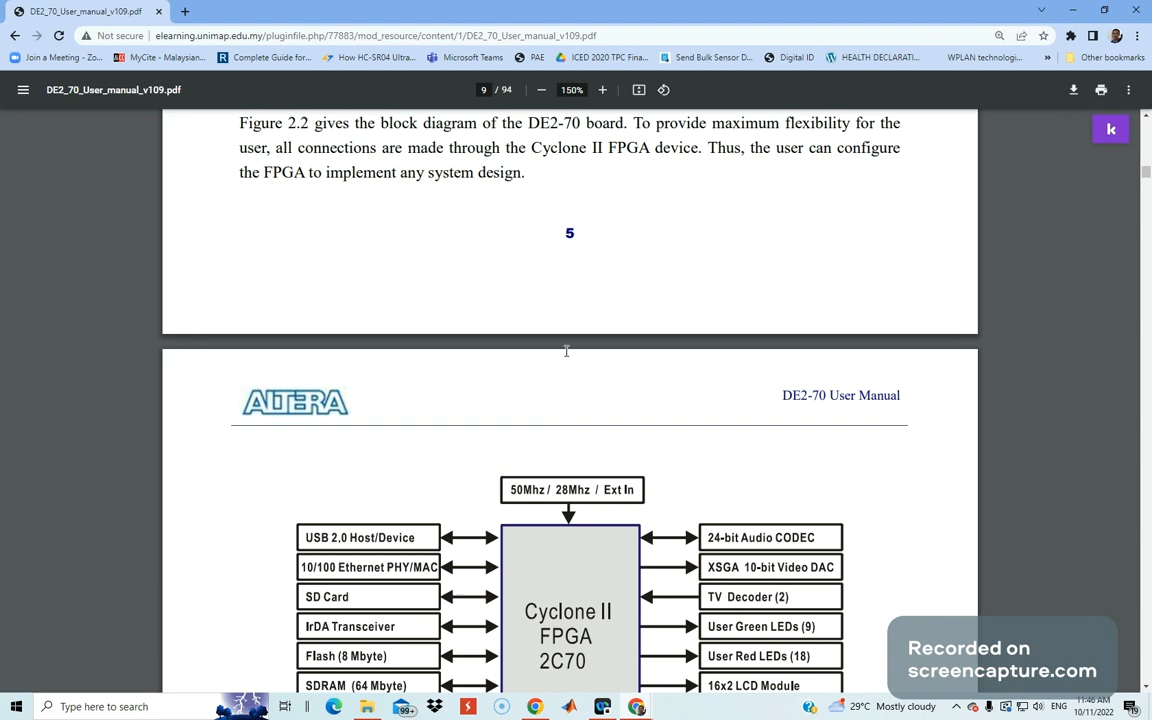 DE2_70_User_manual_v109.pdf
Not secure
elearning.unimap.edu.my/pluginfile.php/77883/mod_resource/content/1/DE2_70_User_manual_v109.pdf
Join a Meeting - Zo...
MyCite - Malaysian...
Complete Guide for...
How HC-SR04 Ultra...
Microsoft Teams
PAE
ICED 2020 TPC Fina...
Send Bulk Sensor D...
Digital ID
HEALTH DECLARATI...
WPLAN technologi...
»
Other bookmarks
DE2_70_User_manual_v109.pdf
9 / 94
150%
k
Figure 2.2 gives the block diagram of the DE2-70 board. To provide maximum flexibility for the
user, all connections are made through the Cyclone II FPGA device. Thus, the user can configure
the FPGA to implement any system design.
5
ALTERA
DE2-70 User Manual
50Mhz / 28Mhz / Ext In
USB 2.0 Host/Device
24-bit Audio CODEC
10/100 Ethernet PHY/MAC
XSGA 10-bit Video DAC
SD Card
TV Decoder (2)
IrDA Transceiver
User Green LEDs (9)
Flash (8 Mbyte)
User Red LEDs (18)
SDRAM (64 Mbyte)
16x2 LCD Module
Cyclone II
FPGA
2C70
Recorded on
screencapture.com
Type here to search
99+
29°C Mostly cloudy
ENG
11:46 AM
10/11/2022
19